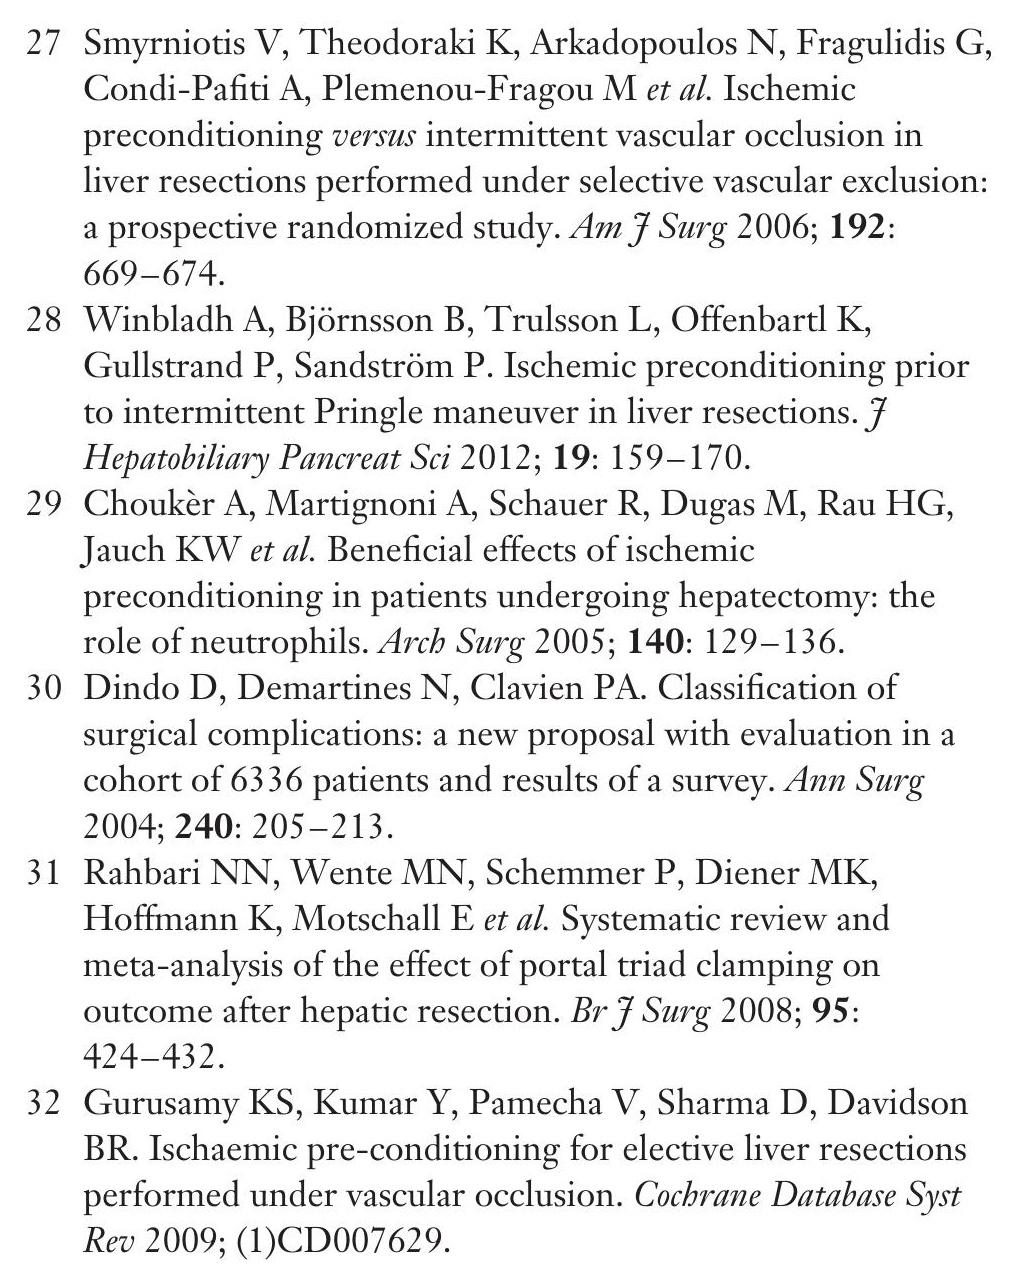 27 Smyrniotis V, Theodoraki K, Arkadopoulos N, Fragulidis G,
Condi-Pafiti A, Plemenou-Fragou M et al. Ischemic
preconditioning versus intermittent vascular occlusion in
liver resections performed under selective vascular exclusion:
a prospective randomized study. Am J Surg 2006; 192:
669–674.
28 Winbladh A, Björnsson B, Trulsson L, Offenbartl K,
Gullstrand P, Sandström P. Ischemic preconditioning prior
to intermittent Pringle maneuver in liver resections. J
Hepatobiliary Pancreat Sci 2012; 19: 159–170.
29 Choukèr A, Martignoni A, Schauer R, Dugas M, Rau HG,
Jauch KW et al. Beneficial effects of ischemic
preconditioning in patients undergoing hepatectomy: the
role of neutrophils. Arch Surg 2005; 140: 129–136.
30 Dindo D, Demartines N, Clavien PA. Classification of
surgical complications: a new proposal with evaluation in a
cohort of 6336 patients and results of a survey. Ann Surg
2004; 240: 205–213.
31 Rahbari NN, Wente MN, Schemmer P, Diener MK,
Hoffmann K, Motschall E et al. Systematic review and
meta-analysis of the effect of portal triad clamping on
outcome after hepatic resection. Br J Surg 2008; 95:
424–432.
32 Gurusamy KS, Kumar Y, Pamecha V, Sharma D, Davidson
BR. Ischaemic pre-conditioning for elective liver resections
performed under vascular occlusion. Cochrane Database Syst
Rev 2009; (1)CD007629.